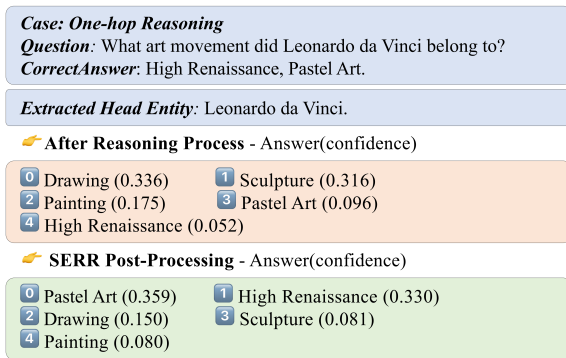 Case: One-hop Reasoning
Question: What art movement did Leonardo da Vinci belong to?
CorrectAnswer: High Renaissance, Pastel Art.
Extracted Head Entity: Leonardo da Vinci.
👉After Reasoning Process - Answer(confidence)
0 Drawing (0.336) 1 Sculpture (0.316)
2 Painting (0.175) 3 Pastel Art (0.096)
4 High Renaissance (0.052)
👉 SERR Post-Processing - Answer(confidence)
0 Pastel Art (0.359) 1 High Renaissance (0.330)
2 Drawing (0.150) 3 Sculpture (0.081)
4 Painting (0.080)